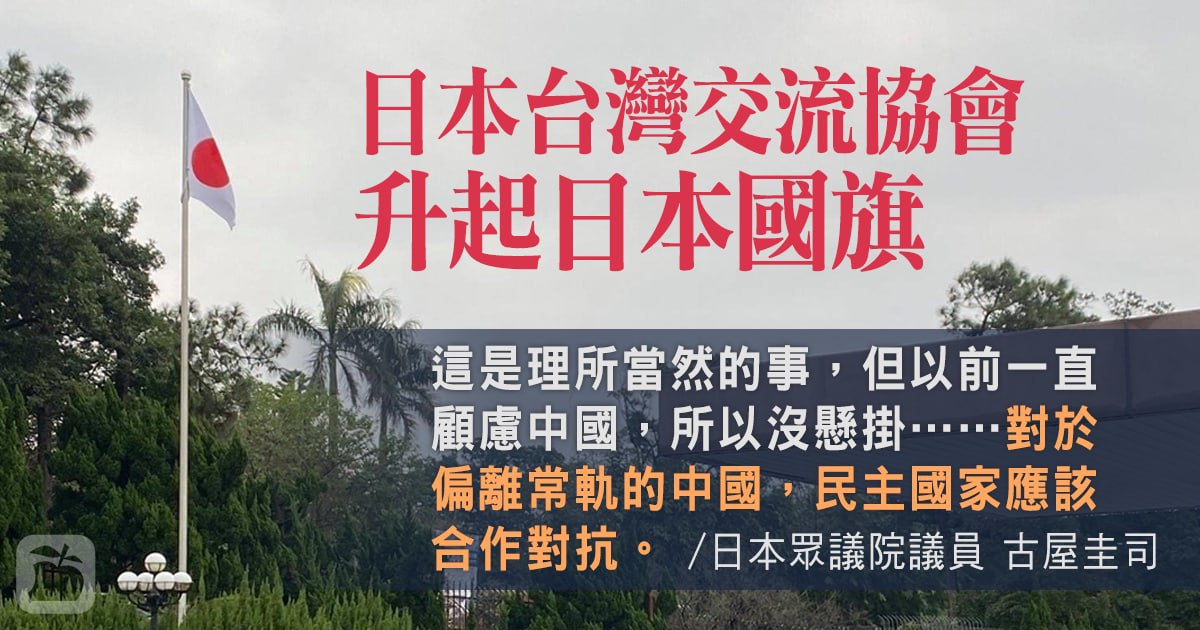 日本台灣交流協會
升起日本國旗
這是理所當然的事，但以前一直
顧慮中國，所以沒懸掛⋯⋯對於
偏離常軌的中國，民主國家應該
合作對抗。 /日本眾議院議員 古屋圭司